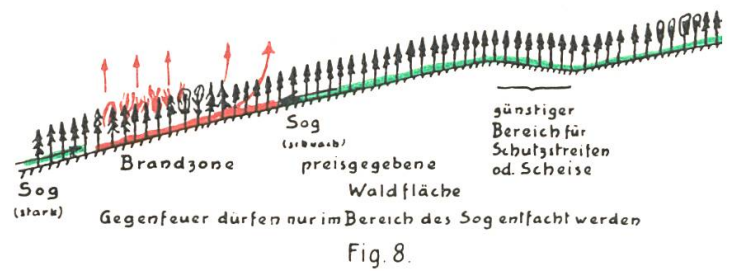 Sog
(schwach)
günstiger
Bereich für
Schutzstreifen
od. Scheise
Brandzone
preisgegebene
Waldfläche
Sog
(stark)
Gegenfeuer dürfen nur im Bereich des Sog entfacht werden
Fig. 8.